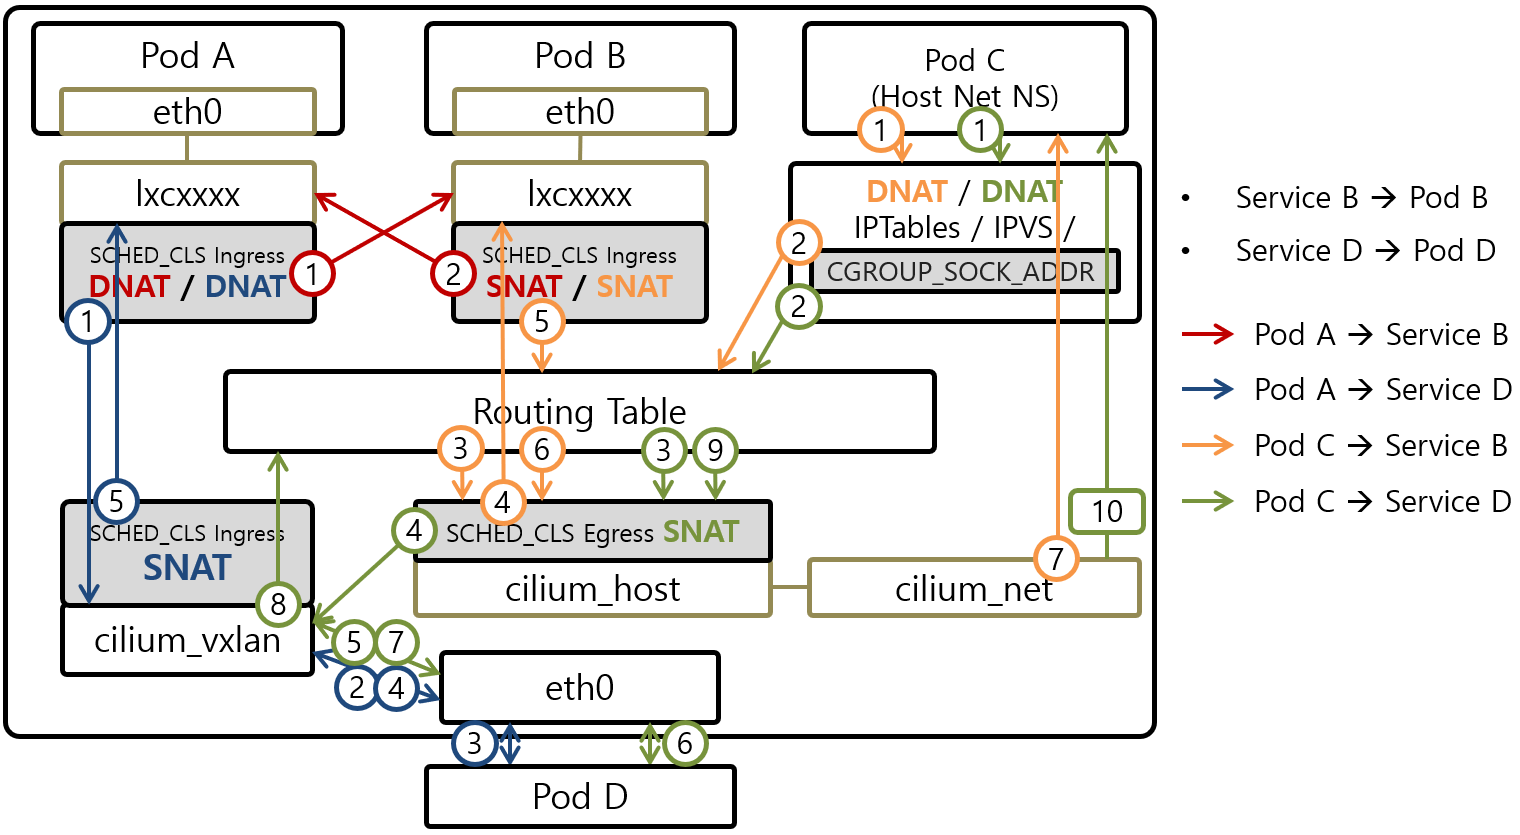 Pod A
eth0
lxcxxxx
SCHED_CLS Ingress
DNAT / DNAT
1
1
Pod B
eth0
lxcxxxx
SCHED_CLS Ingress
SNAT / SNAT
2
5
Pod C
(Host Net NS)
1
1
DNAT / DNAT
IPTables / IPVS /
CGROUP_SOCK_ADDR
2
2
Routing Table
3
6
3
9
5
SCHED_CLS Ingress
SNAT
8
cilium_vxlan
4
4
SCHED_CLS Egress SNAT
cilium_host
7
10
cilium_net
5
7
2
4
eth0
3
6
Pod D
• Service B → Pod B
• Service D → Pod D
Pod A → Service B
Pod A → Service D
Pod C → Service B
Pod C → Service D